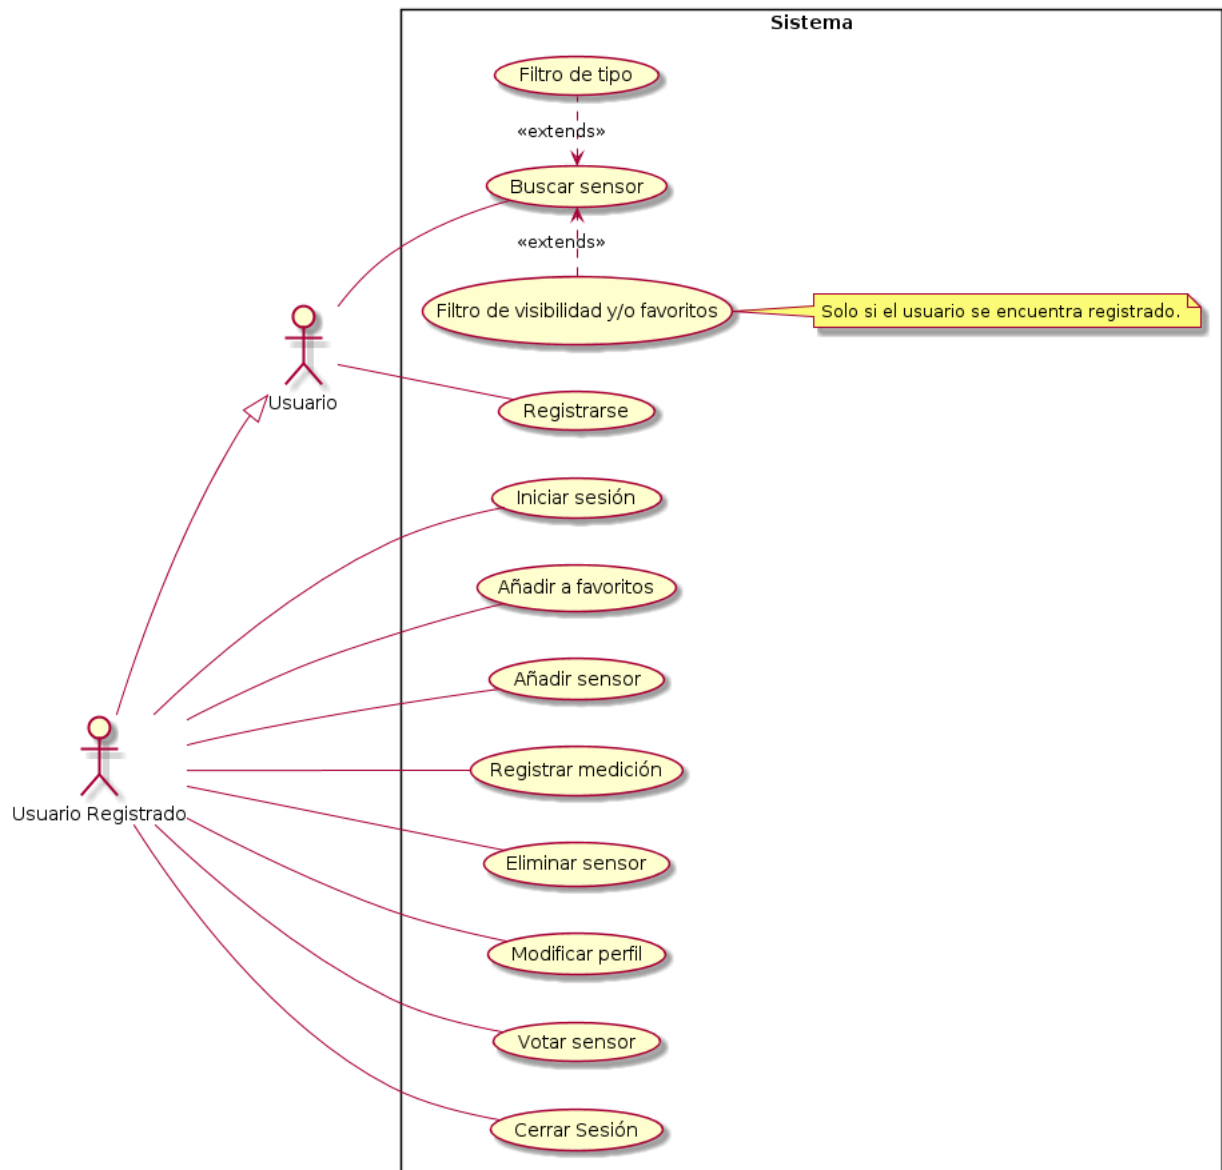 Sistema
Filtro de tipo
«extends»
Buscar sensor
«extends»
Filtro de visibilidad y/o favoritos
Solo si el usuario se encuentra registrado.
Usuario
Registrarse
Iniciar sesión
Añadir a favoritos
Añadir sensor
Registrar medición
Usuario Registrado
Eliminar sensor
Modificar perfil
Votar sensor
Cerrar Sesión